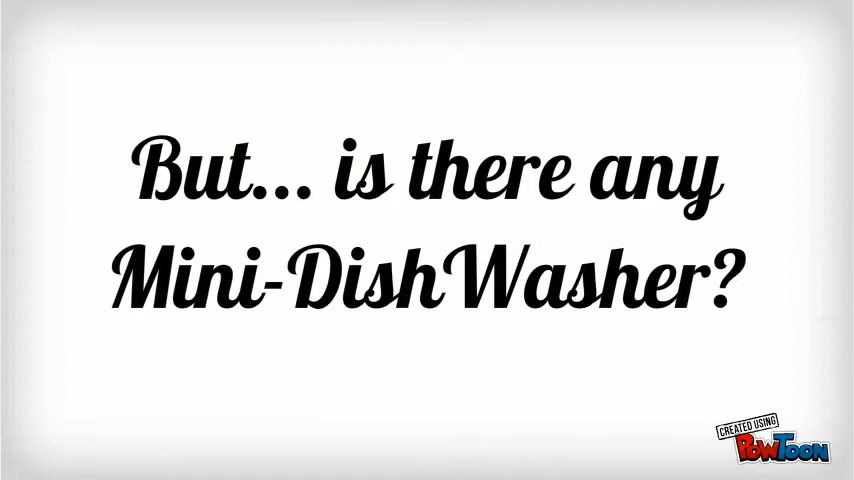 But... is there any
Mini-DishWasher?
CREATED USING
POWTOON